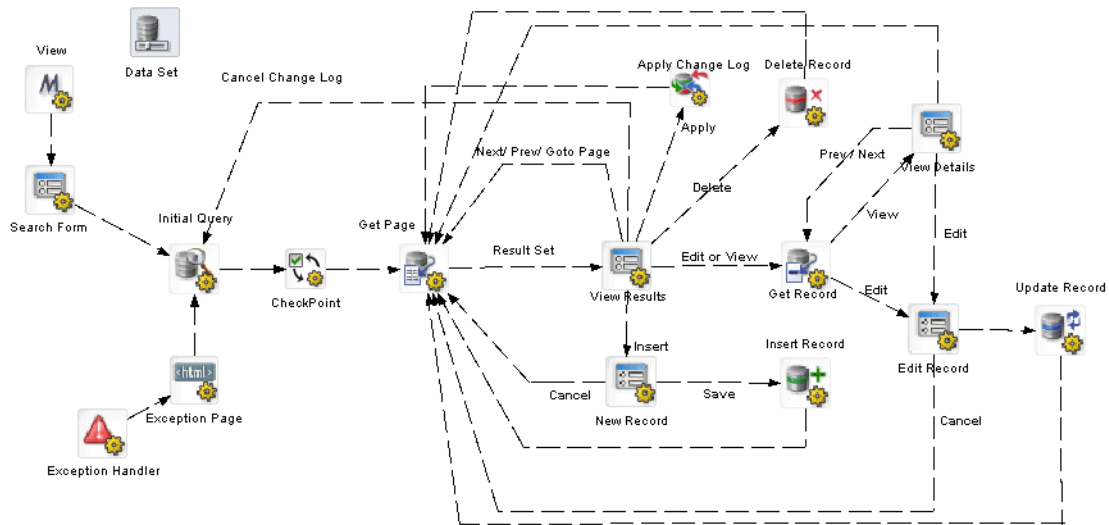 View
Data Set
Cancel Change Log
Apply Change Log
Delete Record
Apply
Next/ Prev/ Goto Page
Prev / Next
View Details
Delete
Search Form
Initial Query
Get Page
View
Result Set
Edit or View
Edit
CheckPoint
View Results
Get Record
Edit
Update Record
Insert
Insert Record
Edit Record
<html>
Exception Page
Cancel
New Record
Save
Cancel
Exception Handler